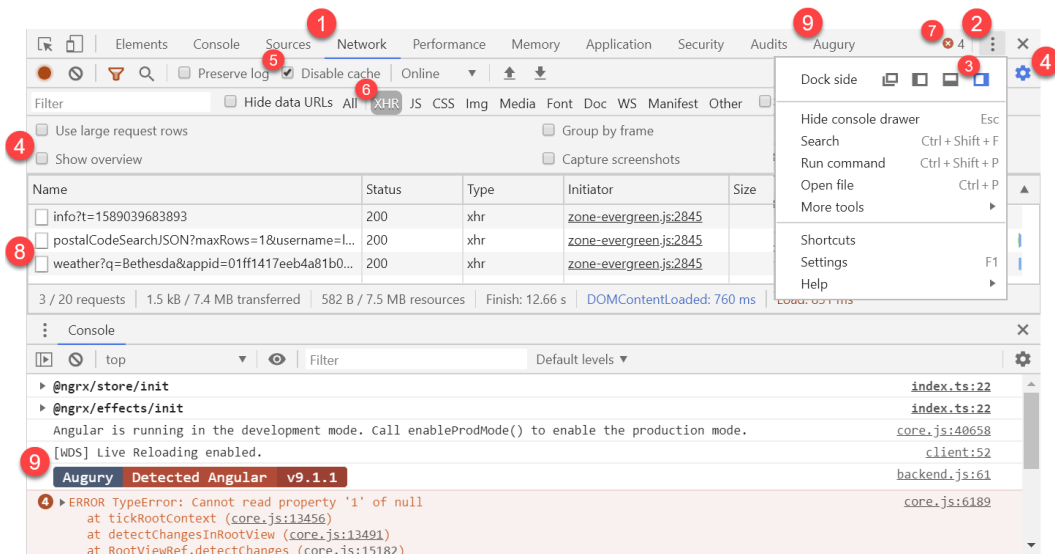 1 9 7 2
Elements Console Sources Network Performance Memory Application Security Audits Augury 4
5 3 4
Preserve log Disable cache Online Dock side
6
Filter Hide data URLs All XHR JS CSS Img Media Font Doc WS Manifest Other
Hide console drawer Esc
4 Use large request rows Group by frame
Search Ctrl + Shift + F
Show overview Capture screenshots
Run command Ctrl + Shift + P
Name Status Type Initiator Size
Open file Ctrl + P
More tools
info?t=1589039683893 200 xhr zone-evergreen.js:2845
Shortcuts
8 postalCodeSearchJSON?maxRows=1&username=l... 200 xhr zone-evergreen.js:2845
Settings F1
weather?q=Bethesda&appid=01ff1417eeb4a81b0... 200 xhr zone-evergreen.js:2845
Help
3 / 20 requests 1.5 kB / 7.4 MB transferred 582 B / 7.5 MB resources Finish: 12.66 s DOMContentLoaded: 760 ms Load: 831 ms
Console
top Filter Default levels ▼
@ngrx/store/init index.ts:22
@ngrx/effects/init index.ts:22
Angular is running in the development mode. Call enableProdMode() to enable the production mode. core.js:40658
[WDS] Live Reloading enabled. client:52
9 Augury Detected Angular v9.1.1 backend.js:61
4 ERROR TypeError: Cannot read property '1' of null core.js:6189
at tickRootContext (core.js:13456)
at detectChangesInRootView (core.js:13491)
at RootViewRef.detectChanges (core.js:15182)